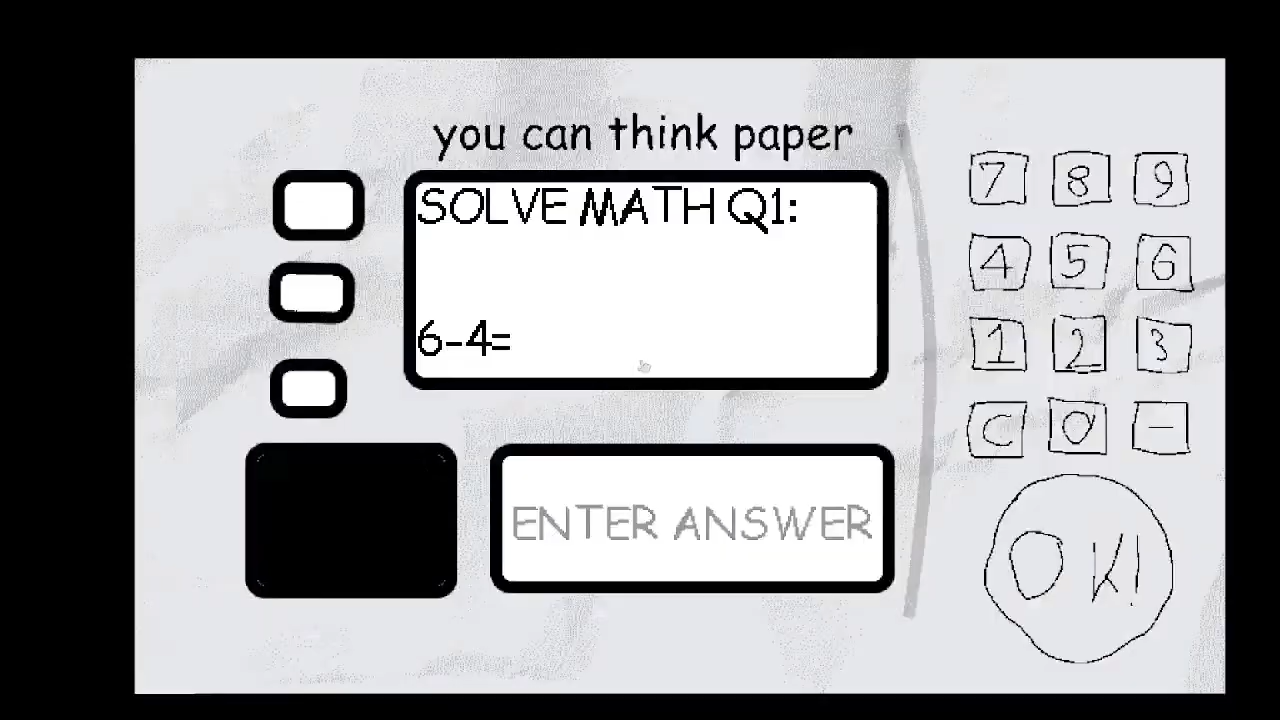 you can think paper
SOLVE MATH Q1:
6-4=
ENTER ANSWER
7 8 9
4 5 6
1 2 3
C 0 -
OK!